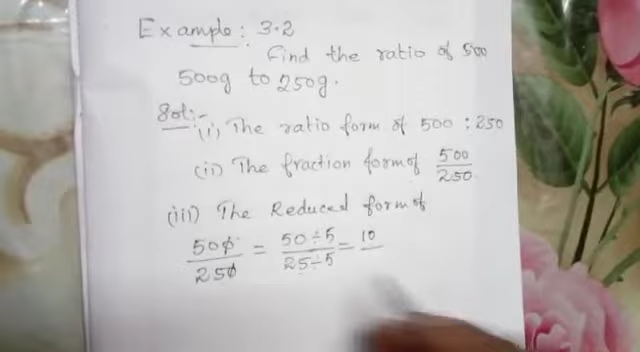 Example: 3.2
Find the ratio of 500
500g to 250g.
Sol:-
(i) The ratio form of 500 : 250
(ii) The fraction form of 500/250
(iii) The Reduced form of
500/250 = 50÷5/25÷5 = 10